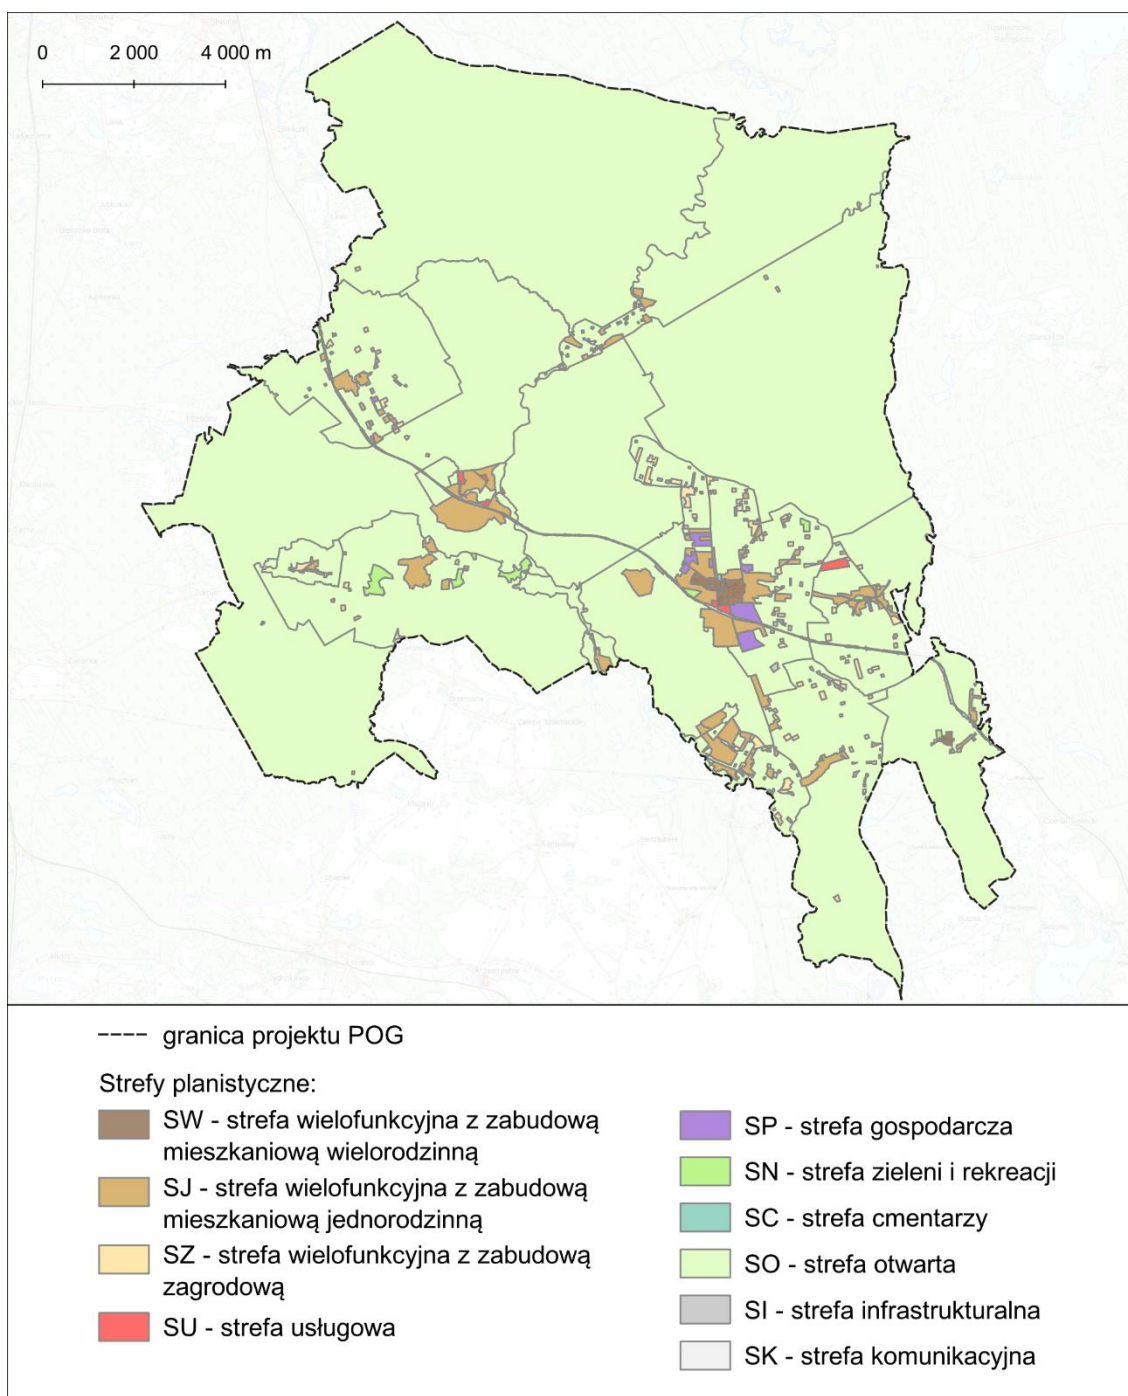 0 2 000 4 000 m
granica projektu POG
Strefy planistyczne:
SW - strefa wielofunkcyjna z zabudową
mieszkaniową wielorodzinną
SJ - strefa wielofunkcyjna z zabudową
mieszkaniową jednorodzinną
SZ - strefa wielofunkcyjna z zabudową
zagrodową
SU - strefa usługowa
SP - strefa gospodarcza
SN - strefa zieleni i rekreacji
SC - strefa cmentarzy
SO - strefa otwarta
SI - strefa infrastrukturalna
SK - strefa komunikacyjna